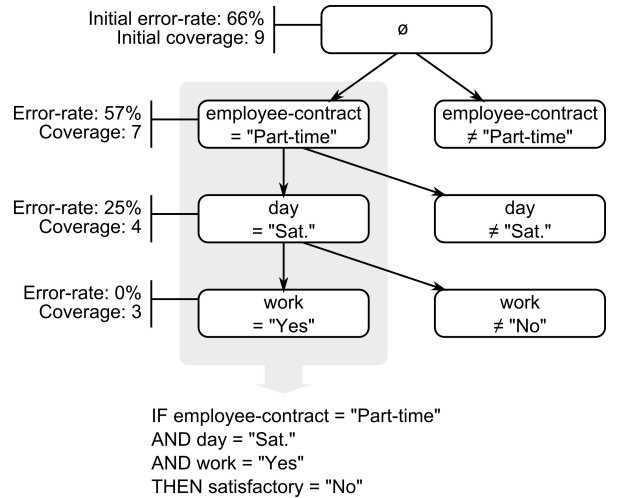 Initial error-rate: 66%
Initial coverage: 9
ø
Error-rate: 57%
Coverage: 7
employee-contract
= "Part-time"
employee-contract
≠ "Part-time"
Error-rate: 25%
Coverage: 4
day
= "Sat."
day
≠ "Sat."
Error-rate: 0%
Coverage: 3
work
= "Yes"
work
≠ "No"
IF employee-contract = "Part-time"
AND day = "Sat."
AND work = "Yes"
THEN satisfactory = "No"